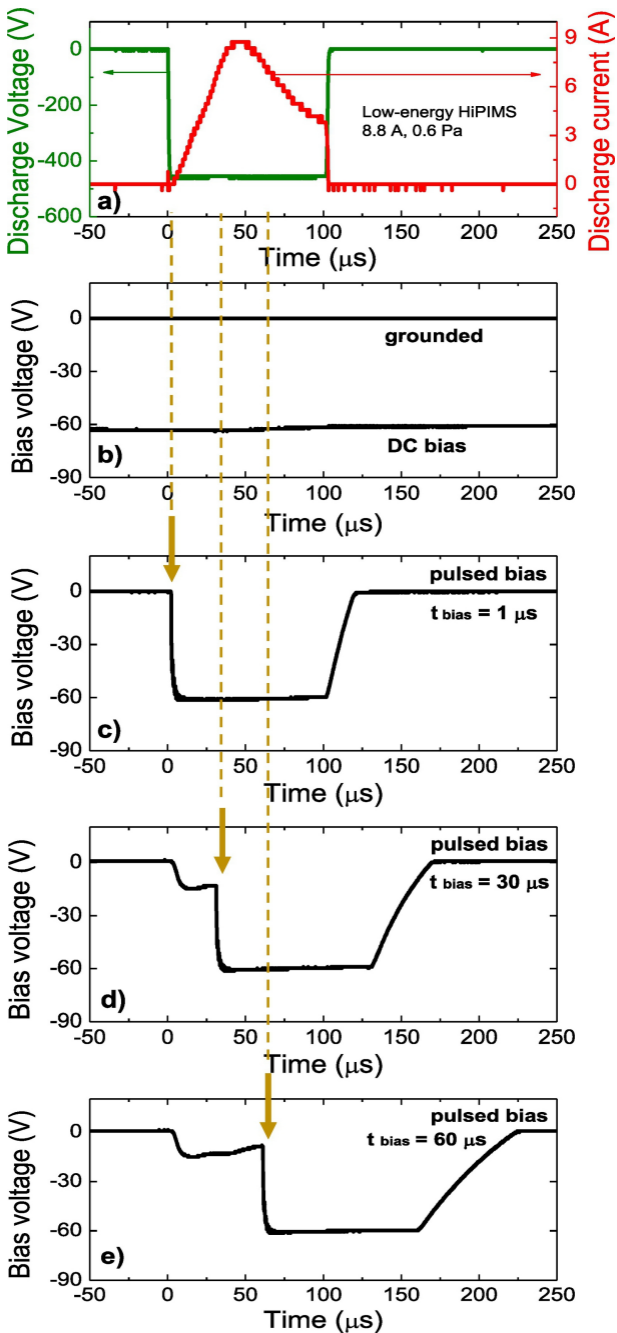 Discharge Voltage (V)
0
-200
-400
-600
9
6
3
0
Discharge current (A)
Low-energy HiPIMS
8.8 A, 0.6 Pa
a)
-50 0 50 100 150 200 250
Time (μs)
Bias voltage (V)
0
-30
-60
-90
grounded
DC bias
b)
-50 0 50 100 150 200 250
Time (μs)
Bias voltage (V)
0
-30
-60
-90
pulsed bias
t bias = 1 μs
c)
-50 0 50 100 150 200 250
Time (μs)
Bias voltage (V)
0
-30
-60
-90
pulsed bias
t bias = 30 μs
d)
-50 0 50 100 150 200 250
Time (μs)
Bias voltage (V)
0
-30
-60
-90
pulsed bias
t bias = 60 μs
e)
-50 0 50 100 150 200 250
Time (μs)